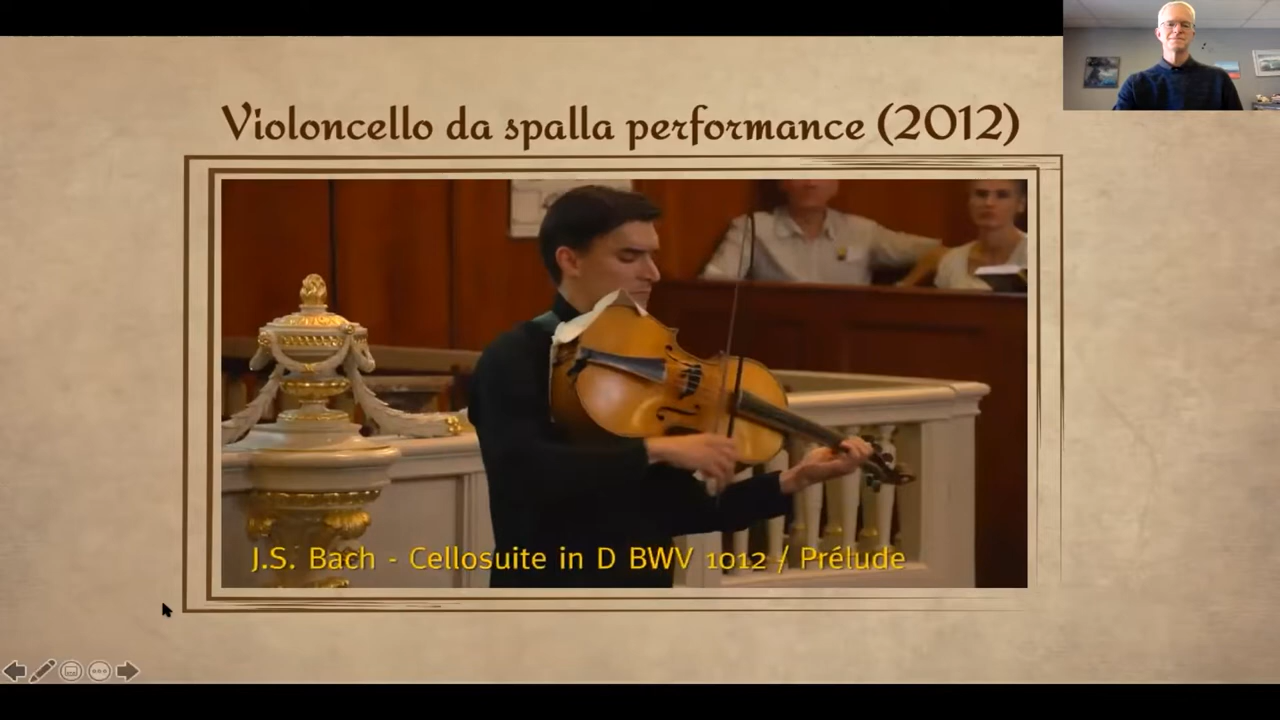 Violoncello da spalla performance (2012)
J.S. Bach - Cellosuite in D BWV 1012 / Prélude